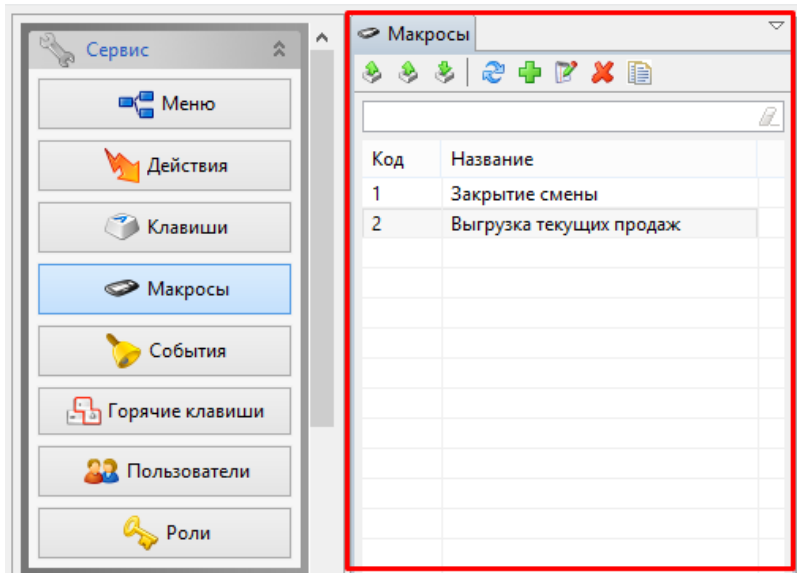 Сервис
Меню
Действия
Клавиши
Макросы
События
Горячие клавиши
Пользователи
Роли
Макросы
Код Название
1 Закрытие смены
2 Выгрузка текущих продаж